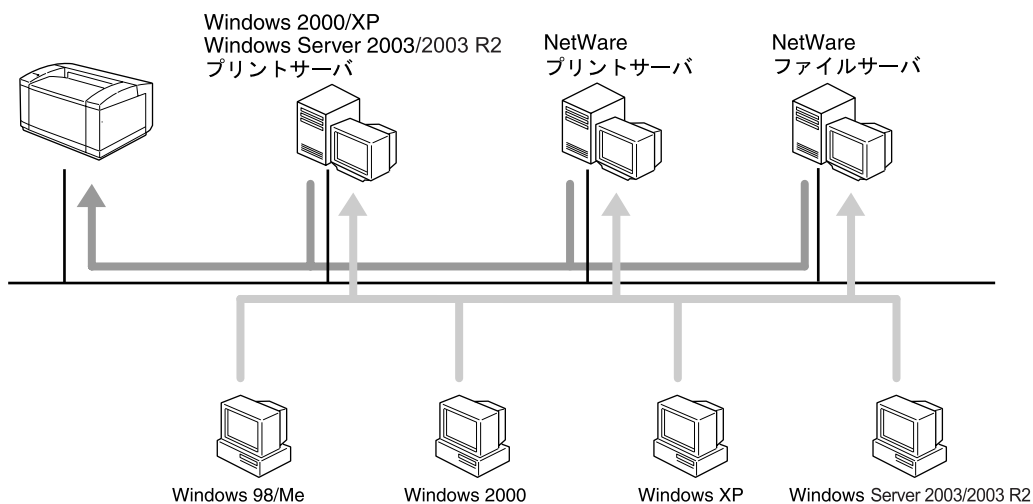 Windows 2000/XP
Windows Server 2003/2003 R2
プリントサーバ
NetWare
プリントサーバ
NetWare
ファイルサーバ
Windows 98/Me
Windows 2000
Windows XP
Windows Server 2003/2003 R2